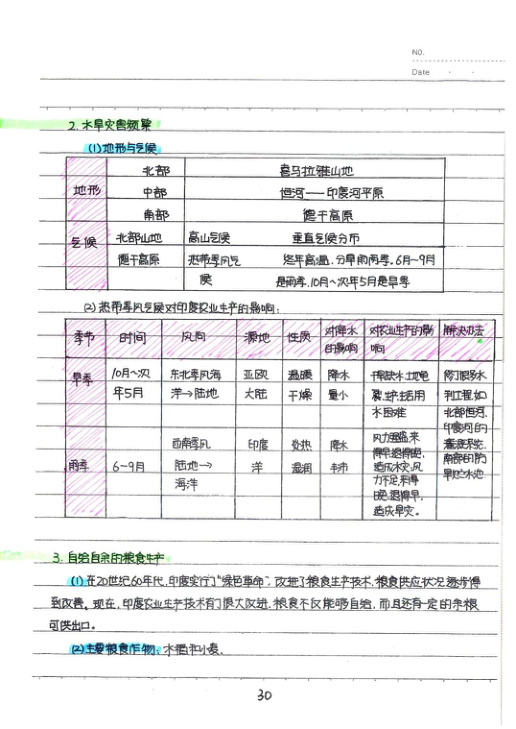 NO.
Date
2. 水旱灾害频繁
(1)地形与气候
地形 北部 喜马拉雅山地
中部 恒河——印度河平原
南部 德干高原
气候 北部山地 高山气候 垂直气候分布
德干高原 热带季风气候 终年高温,分旱雨两季。6月~9月是雨季,10月~次年5月是旱季
(2)热带季风气候对印度农业生产的影响:
季节 时间 风向 源地 性质 对降水的影响 对农业生产的影响 解决办法
旱季 10月~次年5月 东北季风海洋→陆地 亚欧大陆 温暖干燥 降水量小 干旱缺水土地龟裂,生产生活用水困难
雨季 6~9月 西南季风陆地→海洋 印度洋 炎热湿润 降水丰沛 风力强盛来得早退得晚,造成水灾,风力不足来得晚退得早,造成旱灾。
修了很多水利工程,如北部恒河、印度河的灌溉系统,南部的防旱贮水池
3. 自给自余的粮食生产
(1)在20世纪60年代,印度实行了“绿色革命”,改进了粮食生产技术,粮食供应状况逐步得
到改善。现在,印度农业生产技术有了很大改进,粮食不仅能够自给,而且还有一定的余粮
可供出口。
(2)主要粮食作物:水稻和小麦。
30